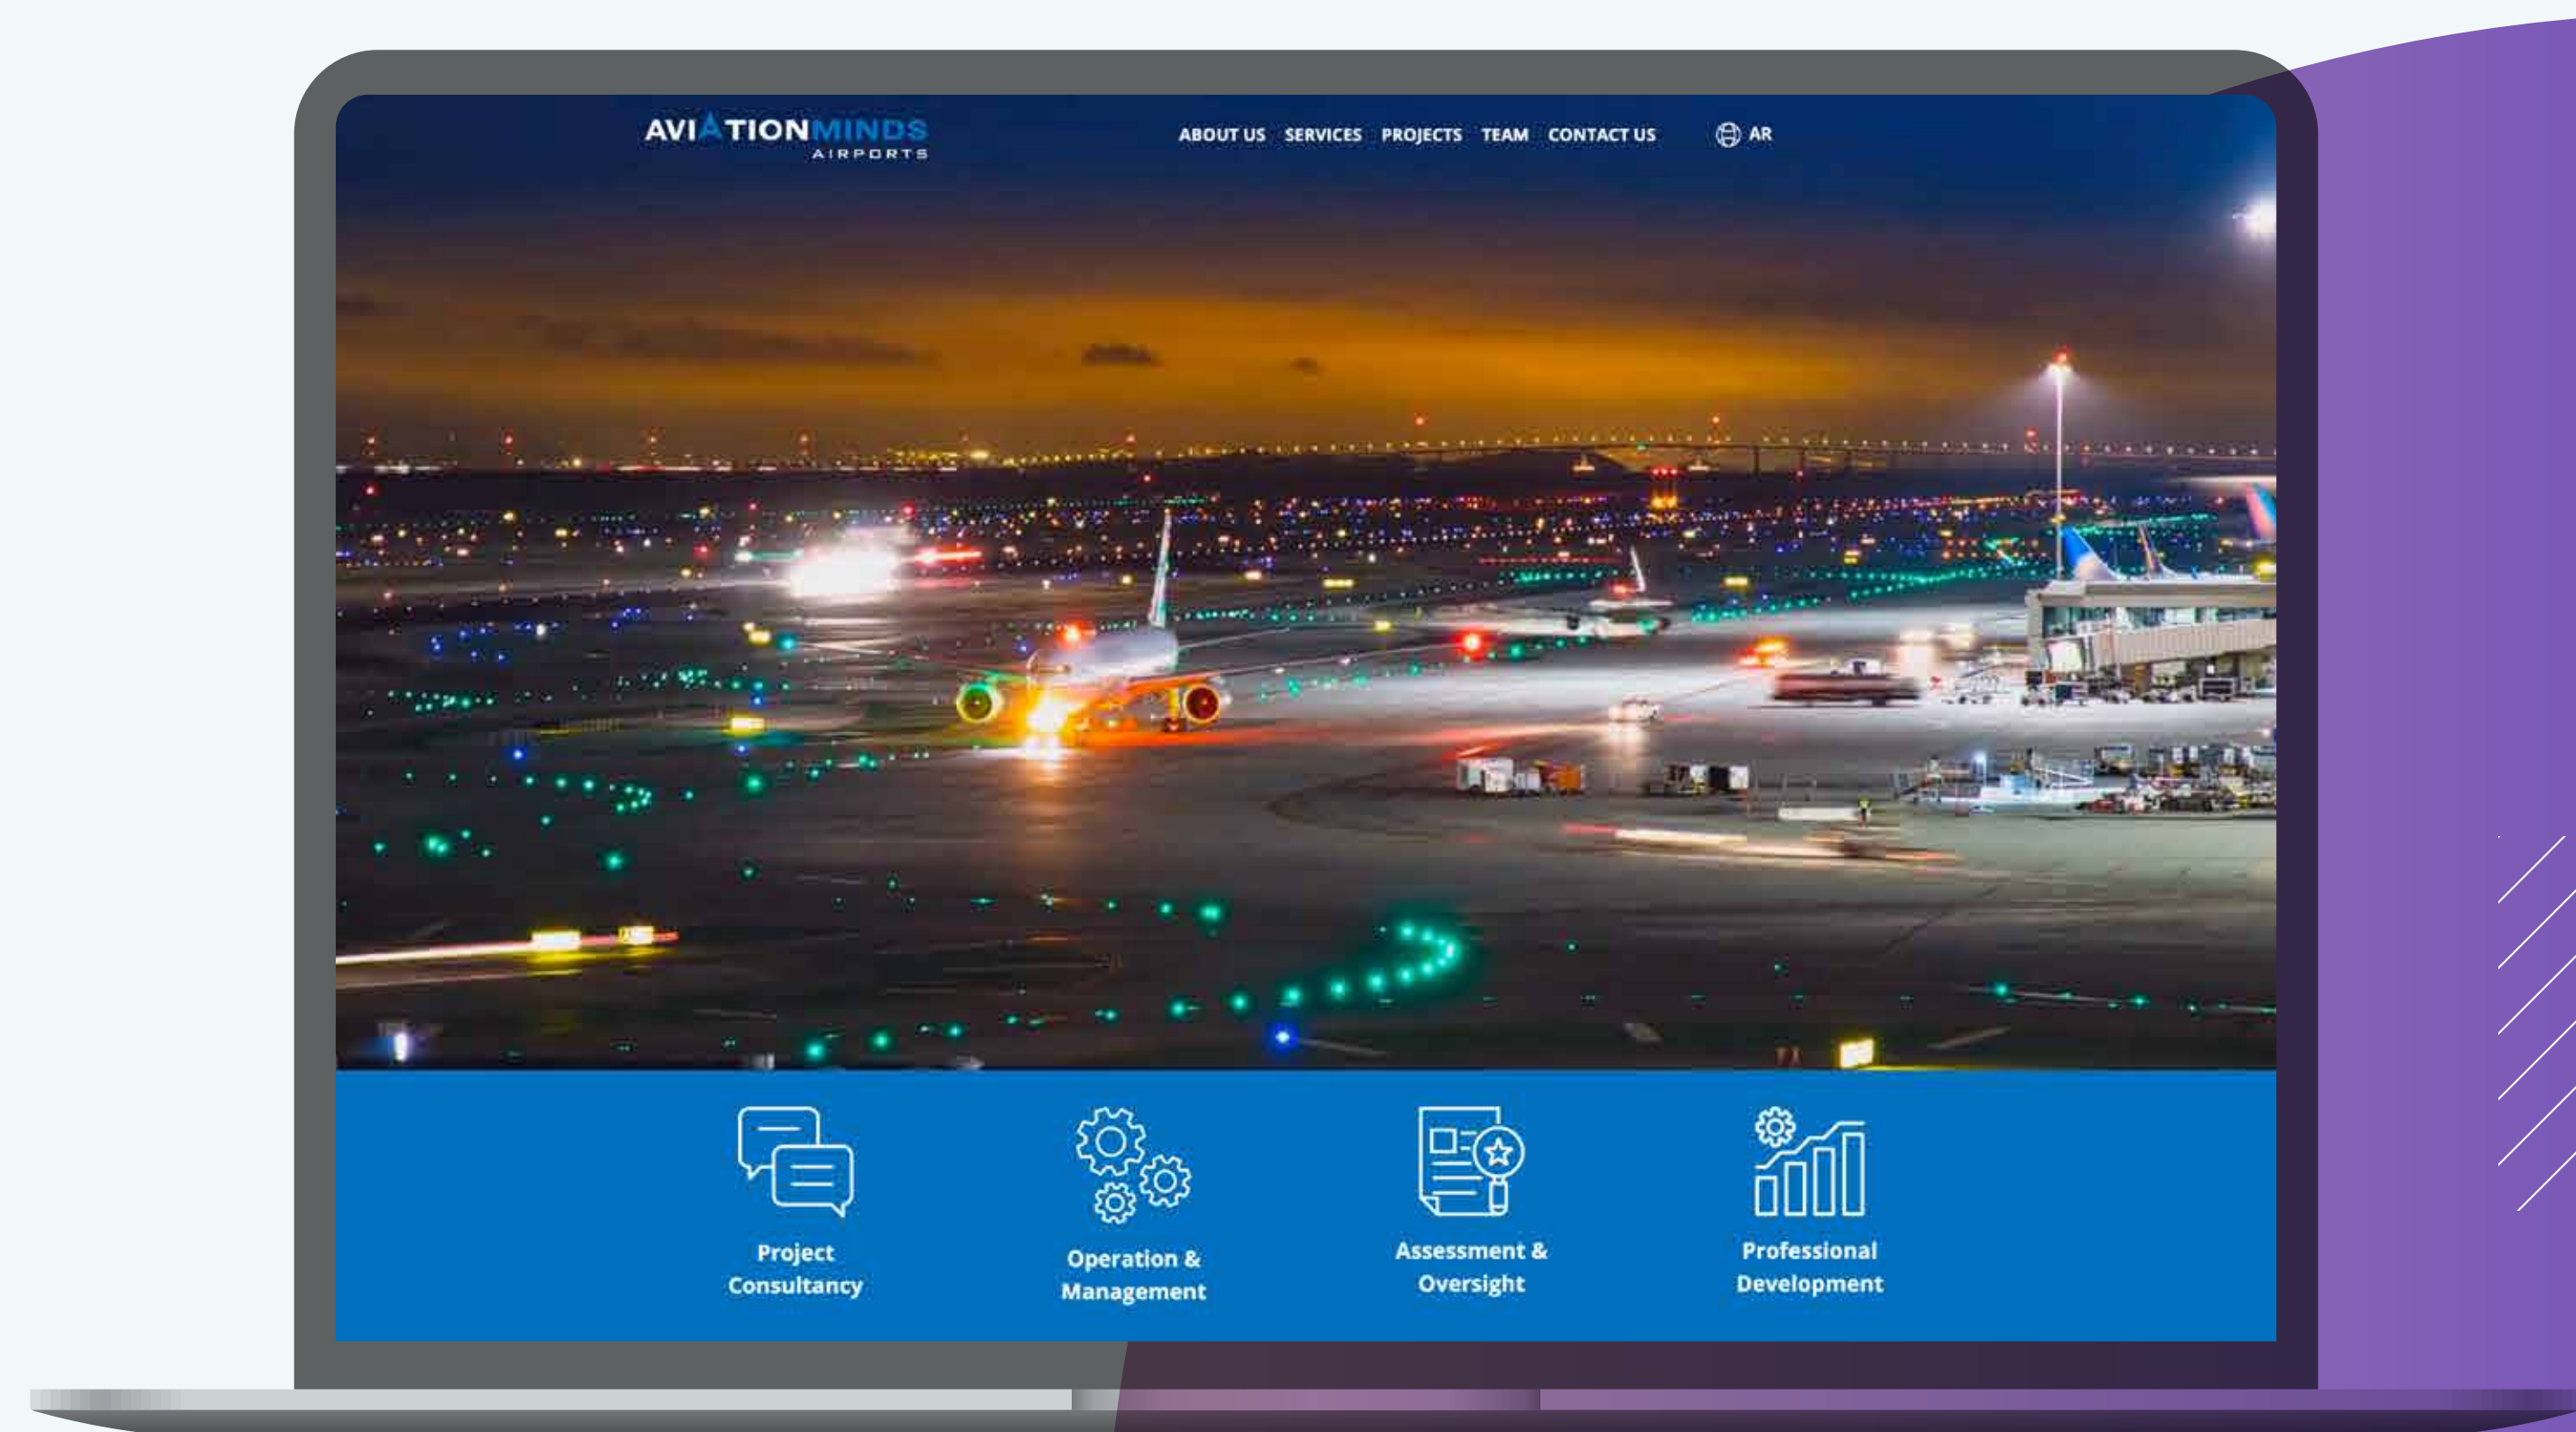 AVIATIONMINDS
AIRPORTS
ABOUT US SERVICES PROJECTS TEAM CONTACT US AR
Project
Consultancy
Operation &
Management
Assessment &
Oversight
Professional
Development